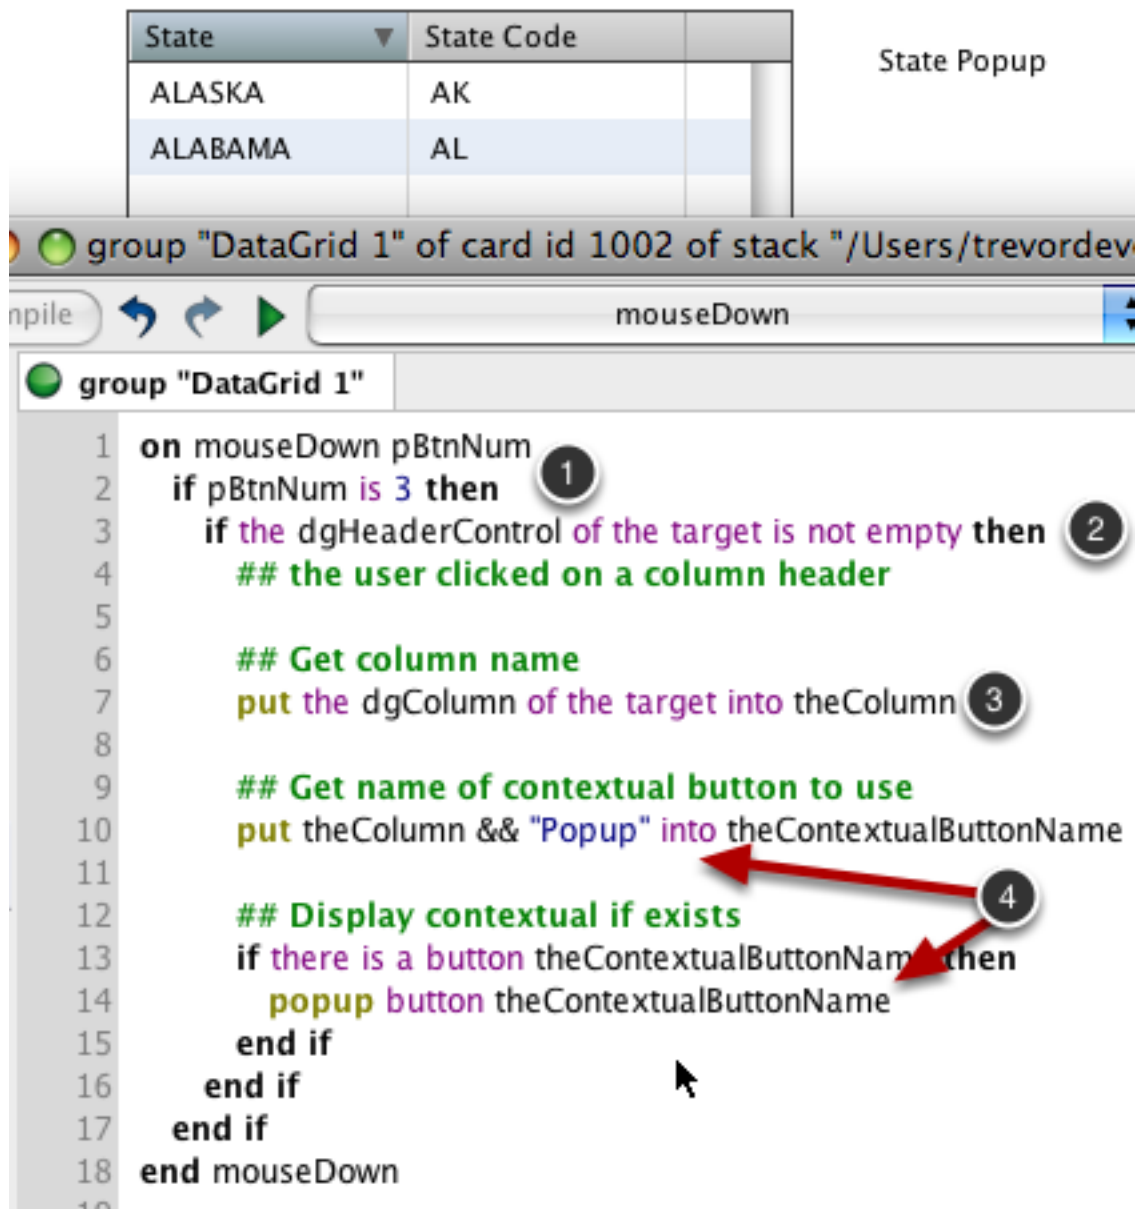 State State Code
State Popup
ALASKA AK
ALABAMA AL
group "DataGrid 1" of card id 1002 of stack "/Users/trevordev
mpile mouseDown
group "DataGrid 1"
1 on mouseDown pBtnNum
1
2 if pBtnNum is 3 then
3 if the dgHeaderControl of the target is not empty then 2
4 ## the user clicked on a column header
5
6 ## Get column name
7 put the dgColumn of the target into theColumn 3
8
9 ## Get name of contextual button to use
10 put theColumn && "Popup" into theContextualButtonName
11
4
12 ## Display contextual if exists
13 if there is a button theContextualButtonNam then
14 popup button theContextualButtonName
15 end if
16 end if
17 end if
18 end mouseDown